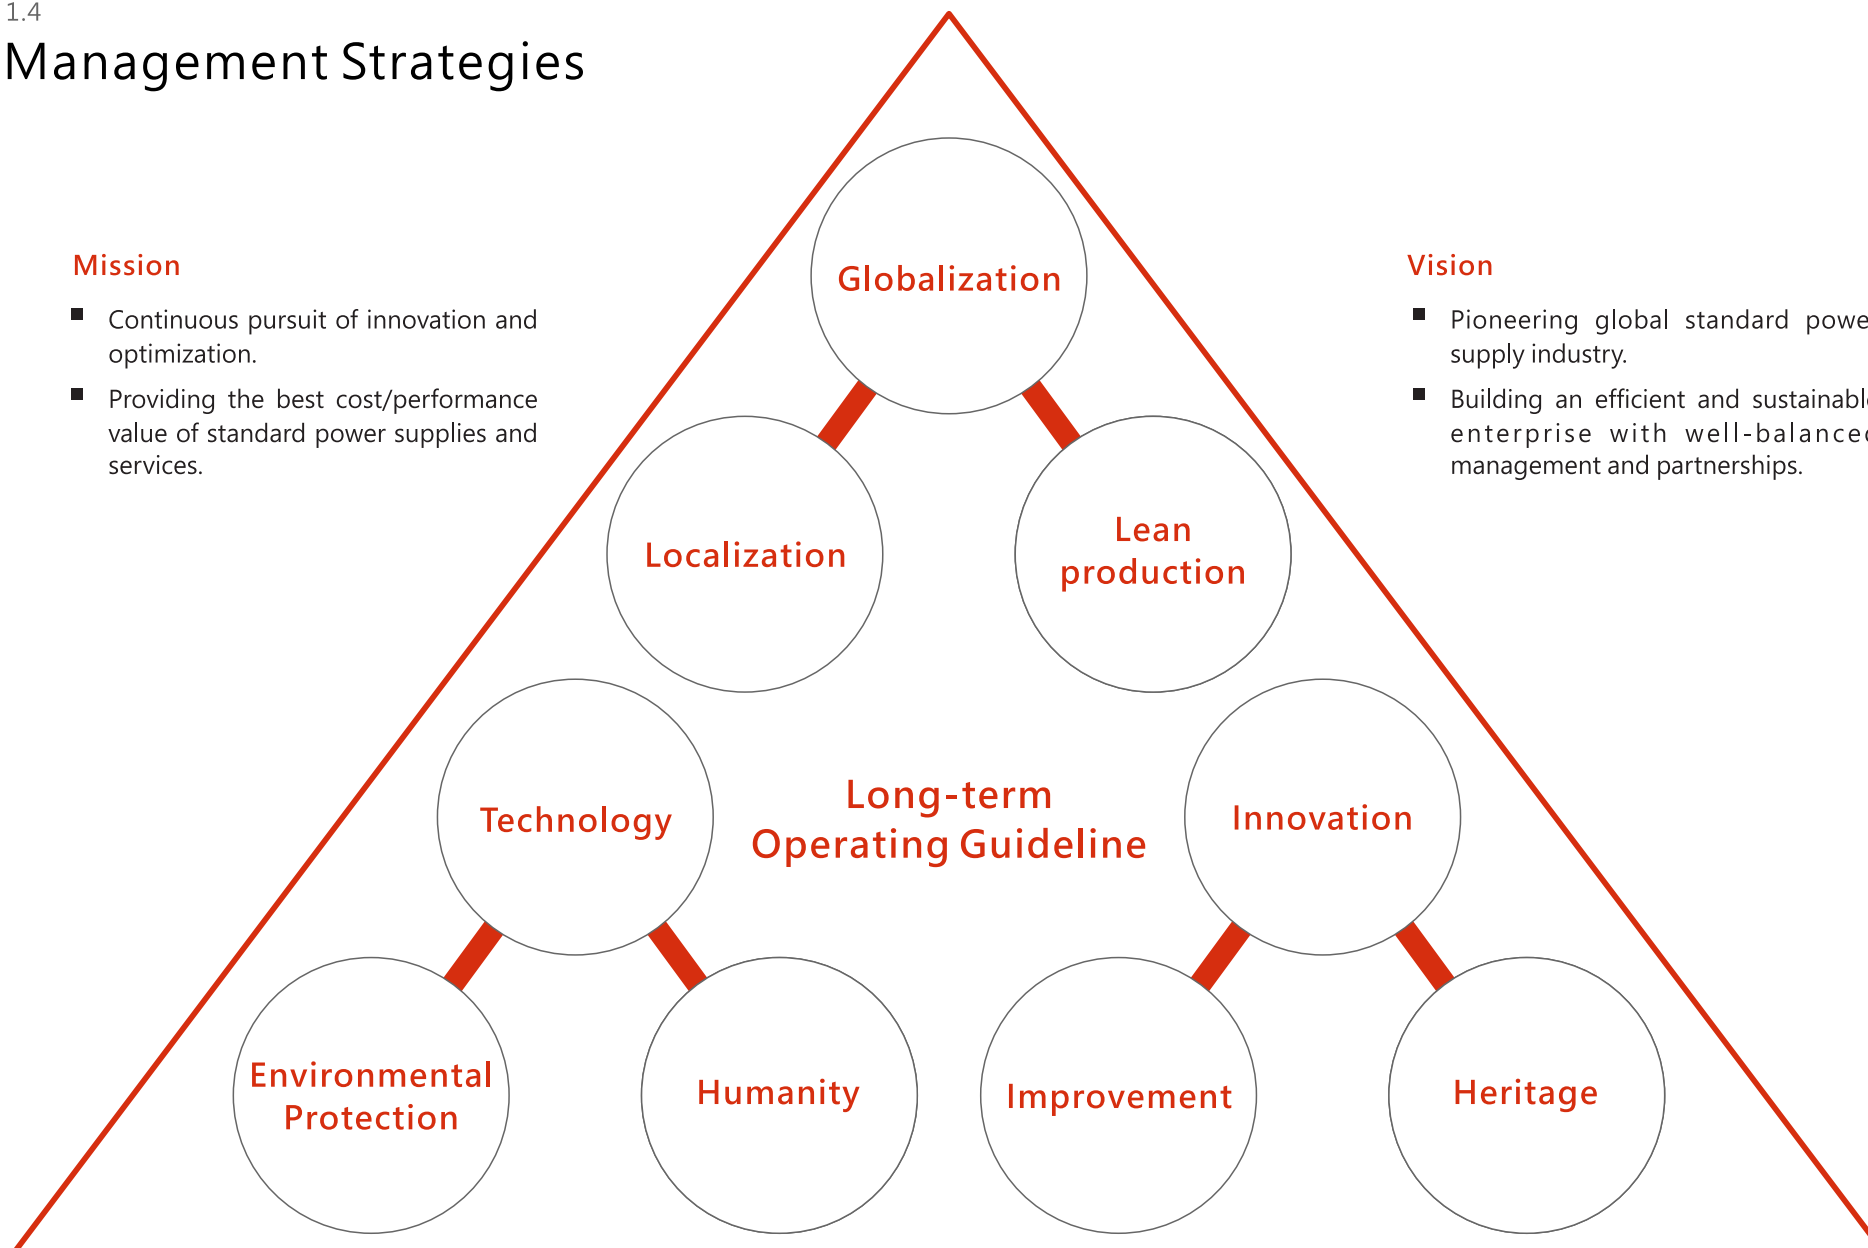 1.4
Management Strategies
Mission
Continuous pursuit of innovation and
optimization.
Providing the best cost/performance
value of standard power supplies and
services.
Vision
Pioneering global standard powe
supply industry.
Building an efficient and sustainabl
enterprise with well-balance
management and partnerships.
Globalization
Localization
Lean
production
Technology
Long-term
Operating Guideline
Innovation
Environmental
Protection
Humanity
Improvement
Heritage